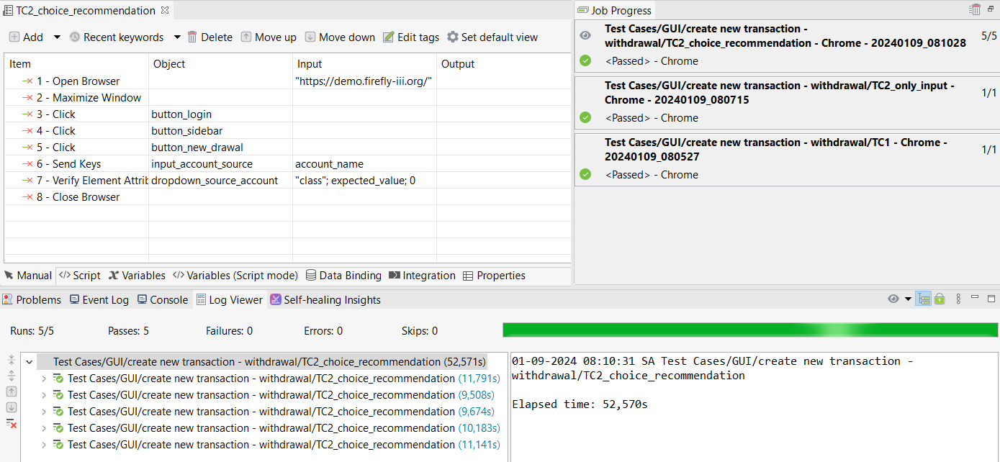 TC2_choice_recommendation
Add Recent keywords Delete Move up Move down Edit tags Set default view
Item Object Input Output
1 - Open Browser "https://demo.firefly-iii.org/"
2 - Maximize Window
3 - Click button_login
4 - Click button_sidebar
5 - Click button_new_drawal
6 - Send Keys input_account_source account_name
7 - Verify Element Attrib dropdown_source_account "class"; expected_value; 0
8 - Close Browser
Manual </> Script Variables </> Variables (Script mode) Data Binding Integration Properties
Job Progress
Test Cases/GUI/create new transaction -
withdrawal/TC2_choice_recommendation - Chrome - 20240109_081028
5/5
<Passed> - Chrome
Test Cases/GUI/create new transaction - withdrawal/TC2_only_input -
Chrome - 20240109_080715
1/1
<Passed> - Chrome
Test Cases/GUI/create new transaction - withdrawal/TC1 - Chrome -
20240109_080527
1/1
<Passed> - Chrome
Problems Event Log Console Log Viewer Self-healing Insights
Runs: 5/5 Passes: 5 Failures: 0 Errors: 0 Skips: 0
Test Cases/GUI/create new transaction - withdrawal/TC2_choice_recommendation (52,571s)
Test Cases/GUI/create new transaction - withdrawal/TC2_choice_recommendation (11,791s)
Test Cases/GUI/create new transaction - withdrawal/TC2_choice_recommendation (9,508s)
Test Cases/GUI/create new transaction - withdrawal/TC2_choice_recommendation (9,674s)
Test Cases/GUI/create new transaction - withdrawal/TC2_choice_recommendation (10,183s)
Test Cases/GUI/create new transaction - withdrawal/TC2_choice_recommendation (11,141s)
01-09-2024 08:10:31 SA Test Cases/GUI/create new transaction -
withdrawal/TC2_choice_recommendation
Elapsed time: 52,570s